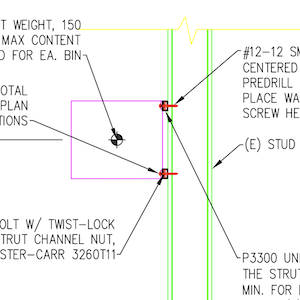 T WEIGHT, 150
MAX CONTENT
D FOR EA. BIN
OTAL
PLAN
TIONS
OLT W/ TWIST-LOCK
TRUT CHANNEL NUT,
STER-CARR 3260T11
#12-12 SM
CENTERED
PREDRILL
PLACE WA
SCREW HE
(E) STUD
P3300 UNI
THE STRUT
MIN. FOR